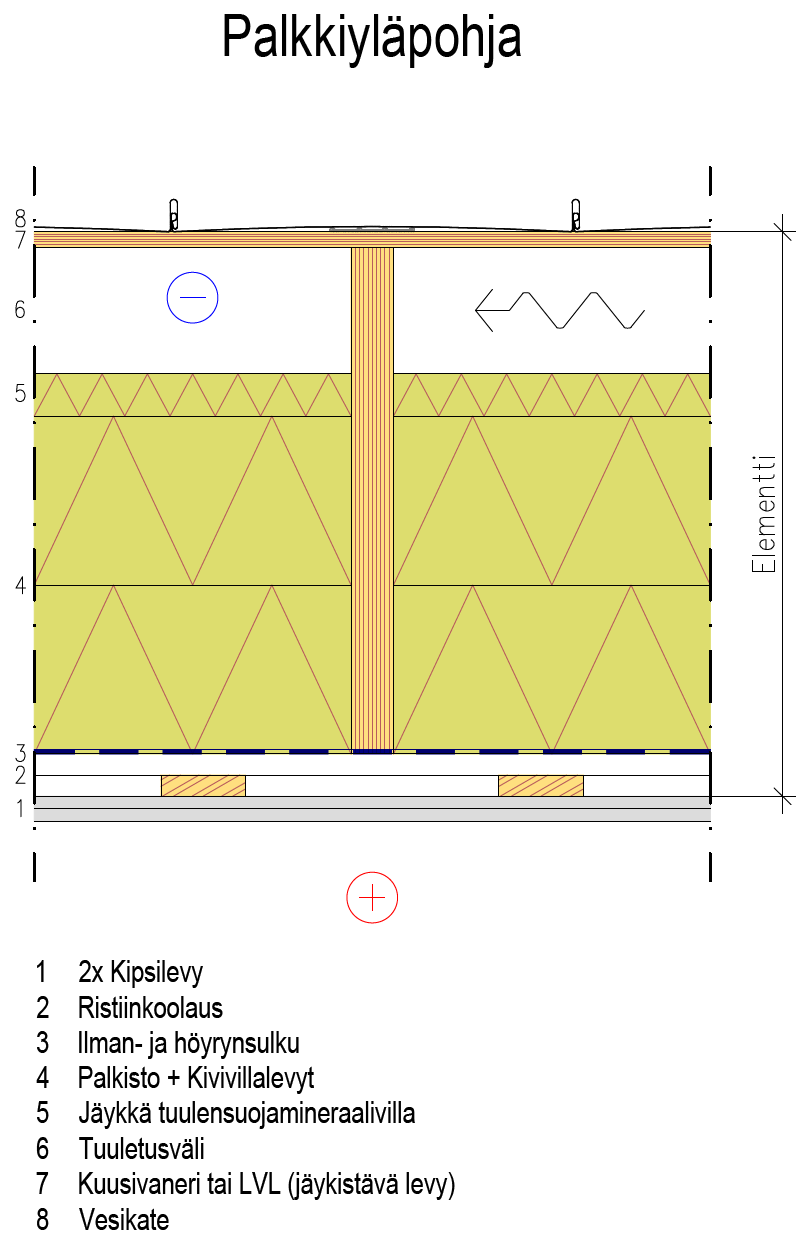 Palkkiyläpohja
8
7
6
5
Elementti
4
3
2
1
1 2x Kipsilevy
2 Ristiinkoolaus
3 Ilman- ja höyrynsulku
4 Palkisto + Kivivillalevyt
5 Jäykkä tuulensuojamineraalivilla
6 Tuuletusväli
7 Kuusivaneri tai LVL (jäykistävä levy)
8 Vesikate